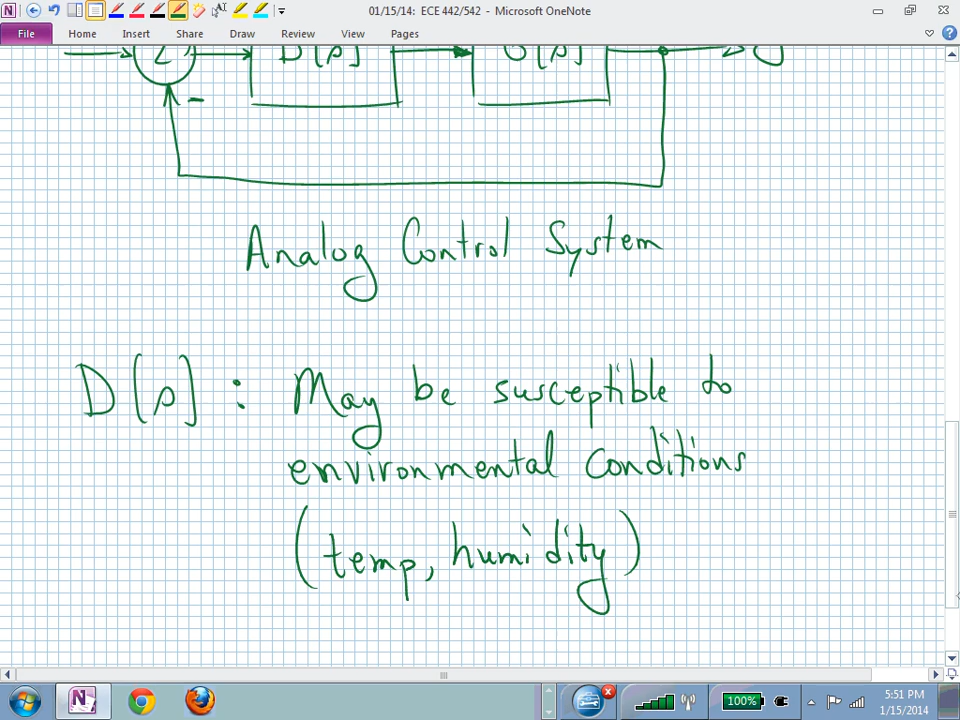 01/15/14: ECE 442/542 - Microsoft OneNote
File Home Insert Share Draw Review View Pages
Σ D(s) G(s)
-
Analog Control System
D(s) : May be susceptible to
environmental conditions
(temp, humidity)
100%
5:51 PM
1/15/2014